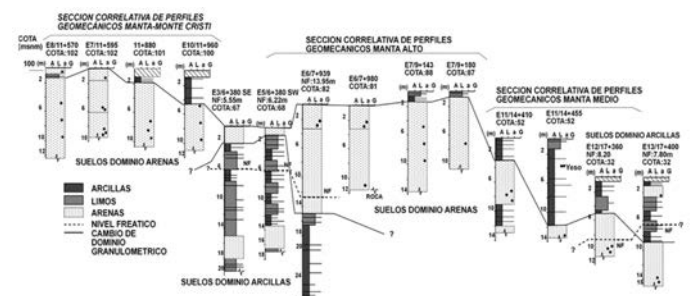 SECCION CORRELATIVA DE PERFILES
GEOMECÁNICOS MANTA-MONTE CRISTI
COTA
(msnm)
E8/11+570
COTA:102
E7/11+595
COTA:102
11+880
COTA:101
E10/11+960
COTA:100
100
(m) A L a G
SECCION CORRELATIVA DE PERFILES
GEOMECÁNICOS MANTA ALTO
E3/6+380 SE
NF:5.55m
COTA:67
E5/6+380 SW
NF:6.22m
COTA:68
E6/7+939
NF:13.95m
COTA:82
E6/7+980
COTA:81
E7/9+143
COTA:88
E7/9+180
COTA:87
SECCION CORRELATIVA DE PERFILES
GEOMECANICOS MANTA MEDIO
E11/14+410
COTA:52
E11/14+455
COTA:52
SUELOS DOMINIO ARCILLAS
E12/17+360
NF:8.20
COTA:32
E13/17+400
NF:7.80m
COTA:32
Yeso
NF
ROCA
SUELOS DOMINIO ARENAS
SUELOS DOMINIO ARENAS
ARCILLAS
LIMOS
ARENAS
NIVEL FREATICO
CAMBIO DE
DOMINIO
GRANULOMETRICO
SUELOS DOMINIO ARCILLAS